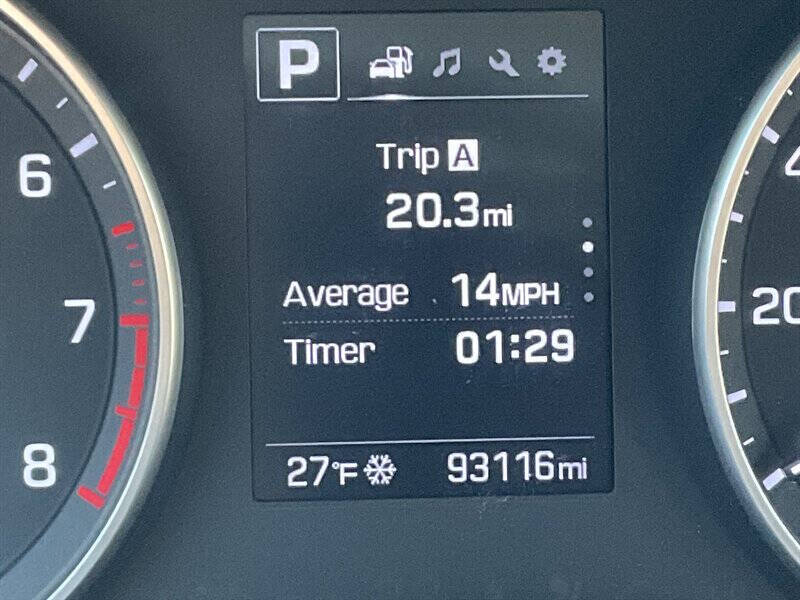 P
Trip A
20.3mi
Average 14MPH
Timer 01:29
27°F 93116mi
6
7
8
20